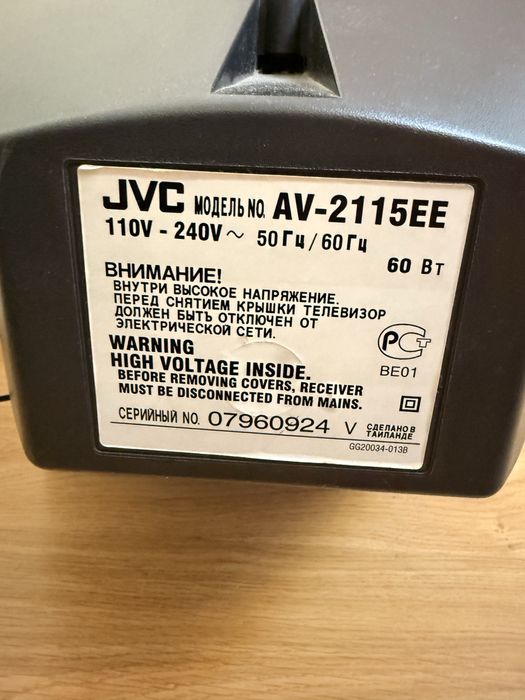 JVC МОДЕЛЬ NO. AV-2115EE
110V - 240V ~ 50Гц/60Гц
60 Вт
ВНИМАНИЕ!
ВНУТРИ ВЫСОКОЕ НАПРЯЖЕНИЕ.
ПЕРЕД СНЯТИЕМ КРЫШКИ ТЕЛЕВИЗОР
ДОЛЖЕН БЫТЬ ОТКЛЮЧЕН ОТ
ЭЛЕКТРИЧЕСКОЙ СЕТИ.
РСТ
BE01
WARNING
HIGH VOLTAGE INSIDE.
BEFORE REMOVING COVERS, RECEIVER
MUST BE DISCONNECTED FROM MAINS.
СЕРИЙНЫЙ NO. 07960924 V СДЕЛАНО В
ТАИЛАНДЕ
GG20034-013B